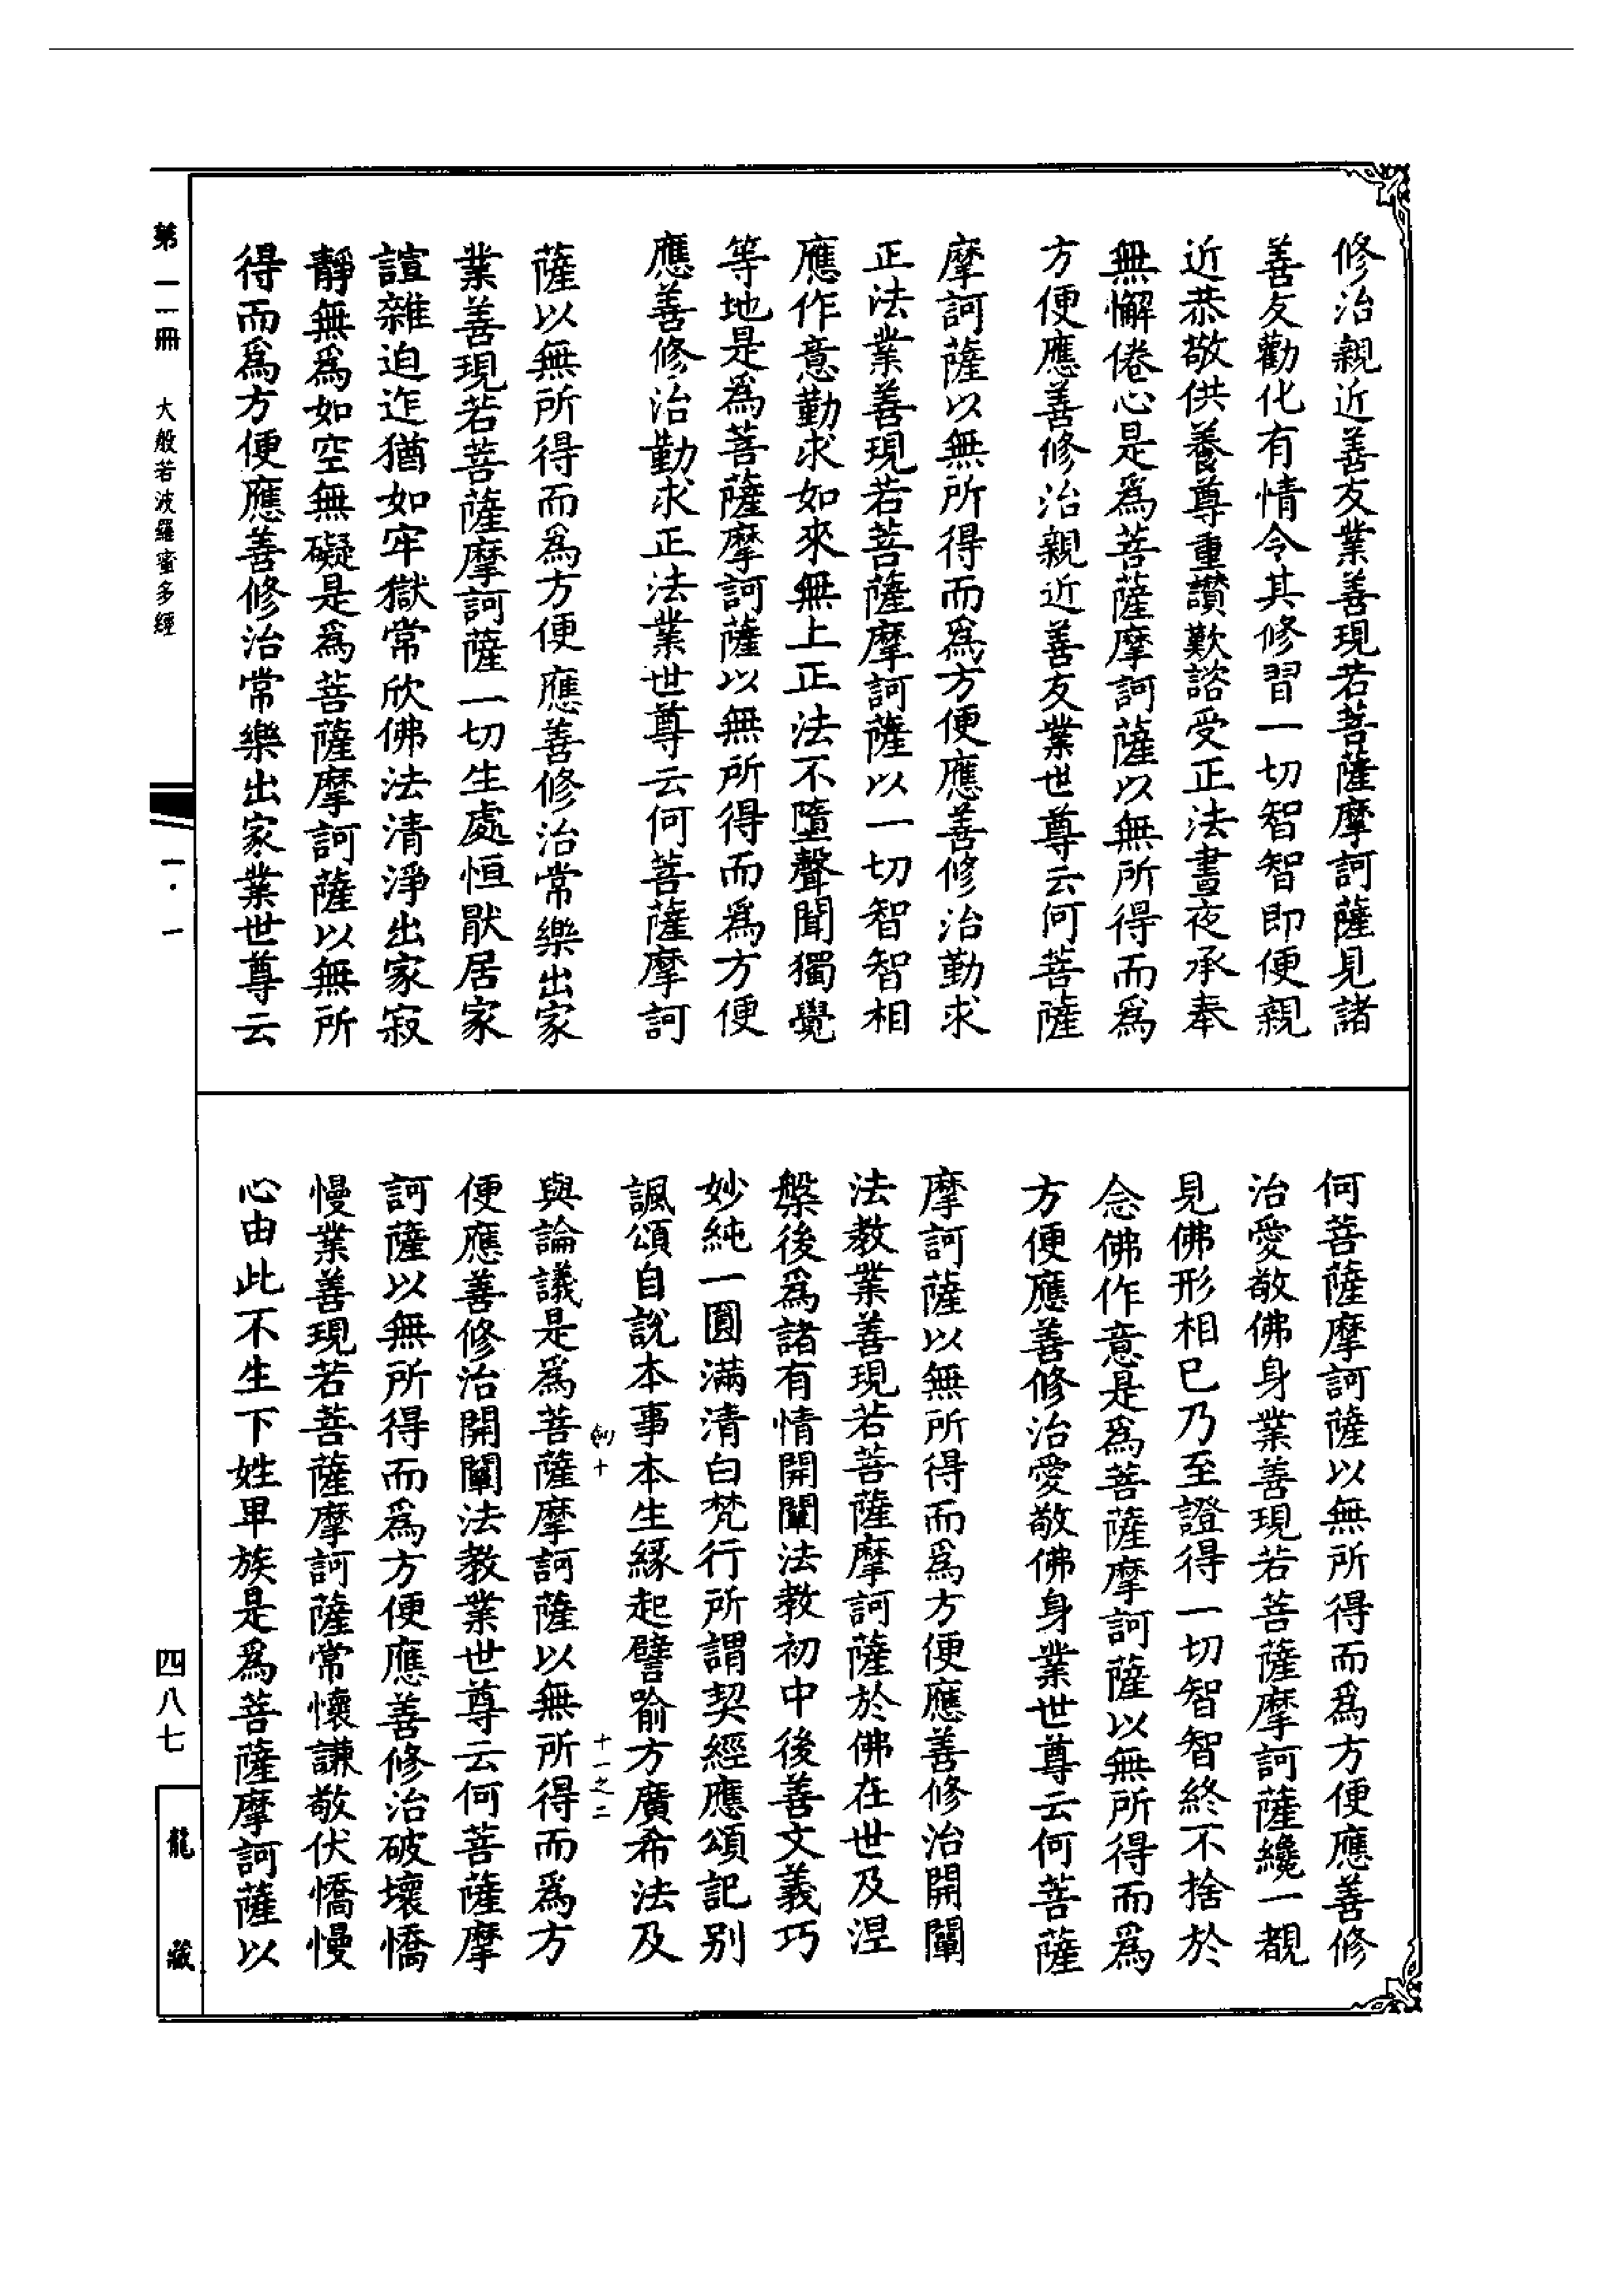 修治親近善友業善現若菩薩摩訶薩見諸
善友勸化有情令其修習一切智智即便親
近恭敬供養尊重讚歎諮受正法晝夜承奉
無懈倦心是為菩薩摩訶薩以無所得而為
方便應善修治親近善友業世尊云何菩薩
摩訶薩以無所得而為方便應善修治勤求
正法業善現若菩薩摩訶薩以一切智智相
應作意勤求如來無上正法不墮聲聞獨覺
等地是為菩薩摩訶薩以無所得而為方便
應善修治勤求正法業世尊云何菩薩摩訶
薩以無所得而為方便應善修治常樂出家
業善現若菩薩摩訶薩一切生處恒猒居家
諠雜迫迮猶如牢獄常欣佛法清淨出家寂
靜無為如空無礙是為菩薩摩訶薩以無所
得而為方便應善修治常樂出家業世尊云
何菩薩摩訶薩以無所得而為方便應善修
治愛敬佛身業善現若菩薩摩訶薩纔一覩
見佛形相已乃至證得一切智智終不捨於
念佛作意是為菩薩摩訶薩以無所得而為
方便應善修治愛敬佛身業世尊云何菩薩
摩訶薩以無所得而為方便應善修治開闡
法教業善現若菩薩摩訶薩於佛在世及涅
槃後為諸有情開闡法教初中後善文義巧
妙純一圓滿清白梵行所謂契經應頌記別
諷頌自說本事本生緣起譬喻方廣希法及
劍十
十一之二
與論議是為菩薩摩訶薩以無所得而為方
便應善修治開闡法教業世尊云何菩薩摩
訶薩以無所得而為方便應善修治破壞憍
慢業善現若菩薩摩訶薩常懷謙敬伏憍慢
心由此不生下姓卑族是為菩薩摩訶薩以
第一一冊
大般若波羅蜜多經
一·一
四八七
龍藏